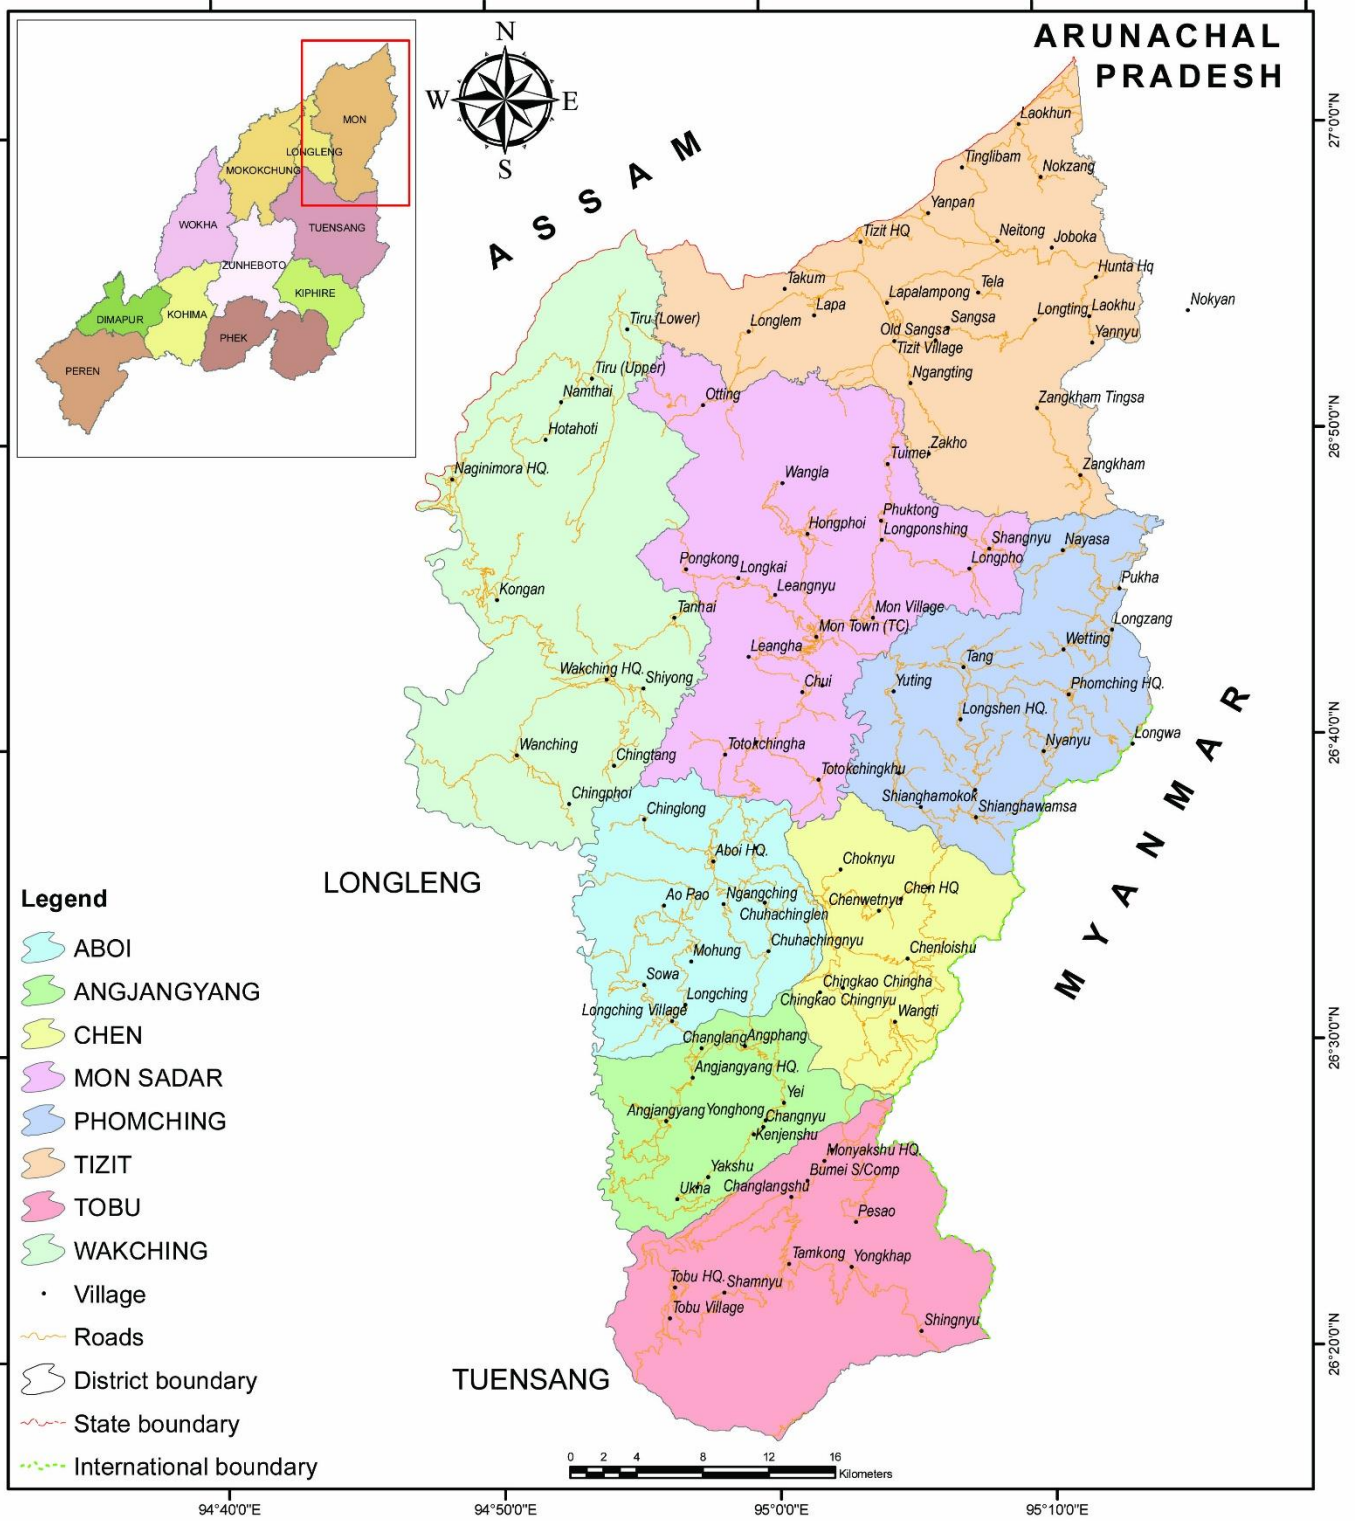 ARUNACHAL
PRADESH
N
W
E
S
ASSAM
MYANMAR
MON
LONGLENG
MOKOKCHUNG
WOKHA
TUENSANG
ZUNHEBOTO
KIPHIRE
DIMAPUR
KOHIMA
PHEK
PEREN
27°0'0"N
26°50'0"N
26°40'0"N
26°30'0"N
26°20'0"N
Laokhun
Tinglibam
Nokzang
Yanpan
Tizit HQ
Neitong
Joboka
Hunta Hq
Takum
Tela
Nokyan
Lapa
Lapalampong
Longting
Laokhu
Tiru (Lower)
Longlem
Old Sangsa
Sangsa
Yannyu
Tizit Village
Tiru (Upper)
Ngangting
Namthai
Otting
Zangkham Tingsa
Hotahoti
Zakho
Tuimei
Naginimora HQ.
Wangla
Zangkham
Phuktong
Hongphoi
Longponshing
Shangnyu
Nayasa
Pongkong
Longkai
Longpho
Pukha
Kongan
Leangnyu
Tanhai
Mon Village
Longzang
Mon Town (TC)
Wetting
Leangha
Tang
Wakching HQ.
Shiyong
Chui
Yuting
Phomching HQ.
Longshen HQ.
Wanching
Totokchingha
Nyanyu
Longwa
Chingtang
Totokchingkhu
Chingphoi
Shianghamokok
Shianghawamsa
Chinglong
Aboi HQ.
Choknyu
Ao Pao
Ngangching
Chen HQ
Chenwetnyu
Chuhachinglen
Chuhachingnyu
Chenloishu
Mohung
Sowa
Chingkao Chingha
Longching
Chingkao Chingnyu
Longching Village
Wangti
Changlang
Angphang
Angjangyang HQ.
Yei
Angjangyang
Yonghong
Changnyu
Kenjenshu
Monyakshu HQ.
Yakshu
Bumei S/Comp
Ukha
Changlangshu
Pesao
Tamkong
Yongkhap
Tobu HQ.
Shamnyu
Tobu Village
Shingnyu
LONGLENG
TUENSANG
Legend
ABOI
ANGJANGYANG
CHEN
MON SADAR
PHOMCHING
TIZIT
TOBU
WAKCHING
Village
Roads
District boundary
State boundary
International boundary
0 2 4 8 12 16
Kilometers
94°40'0"E
94°50'0"E
95°0'0"E
95°10'0"E